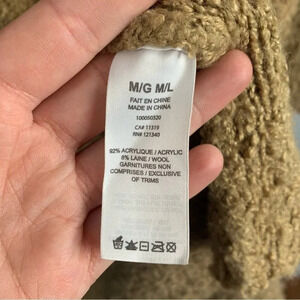 M/G M/L
FAIT EN CHINE
MADE IN CHINA
100050320
CA# 11319
RN# 121340
92% ACRYLIQUE / ACRYLIC
8% LAINE / WOOL
GARNITURES NON
COMPRISES / EXCLUSIVE
OF TRIMS